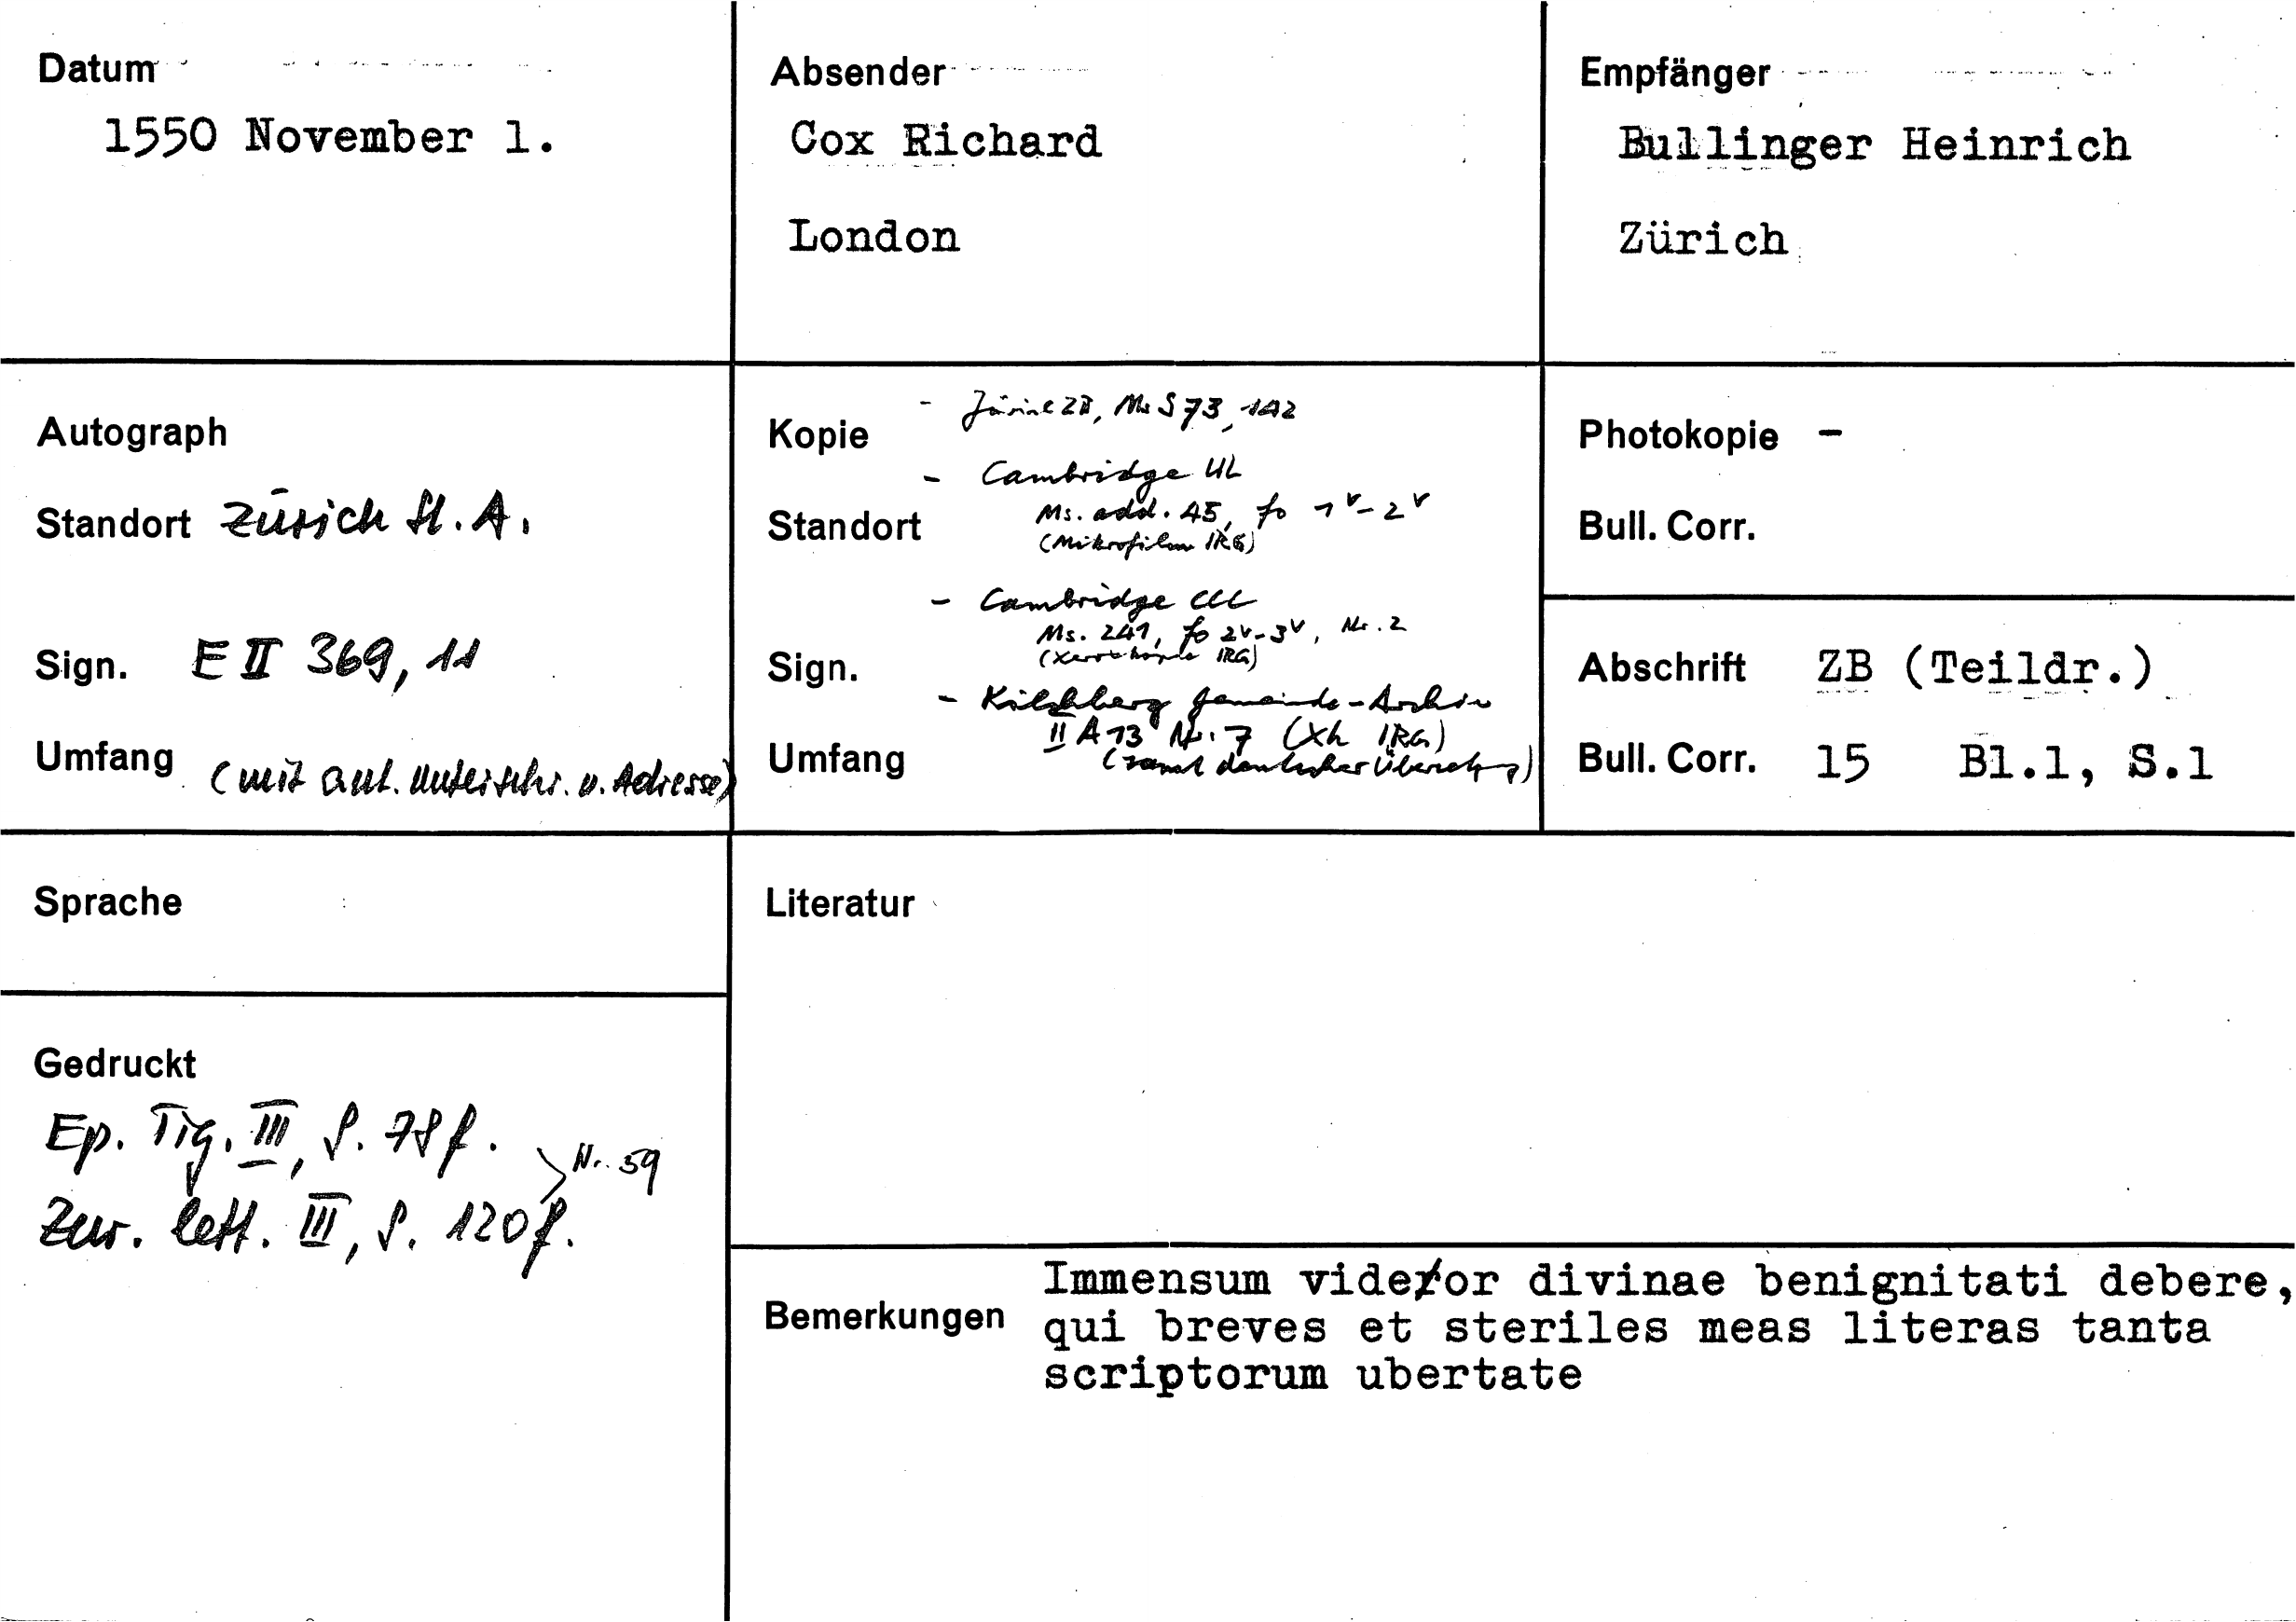 Datum
1550 November 1.
Absender
Cox Richard
London
Empfänger
Bullinger Heinrich
Zürich
Autograph
Standort Zürich St. A.
Sign. E II 369, 11
Umfang (mit aut. Unterschr. u. Adresse)
Kopie
- Zürich ZB, Ms S 73, 142
- Cambridge UL
Standort
Ms. add. 45, fo 1v-2v
(Mikrofilm IRG)
- Cambridge CCC
Ms. 241, fo 2v-3v, Nr. 2
Sign.
(Xerokopie IRG)
- Kilchberg Gemeinde-Archiv
II A 13 Nr. 7 (Xk IRG)
Umfang
(samt deutscher Übersetzung)
Photokopie -
Bull. Corr.
Abschrift ZB (Teildr.)
Bull. Corr. 15 Bl.1, S.1
Sprache
Literatur
Gedruckt
Ep. Tig. III, S. 78 f.
Nr. 59
Zur. lett. III, S. 120 f.
Bemerkungen
Immensum videor divinae benignitati debere,
qui breves et steriles meas literas tanta
scriptorum ubertate